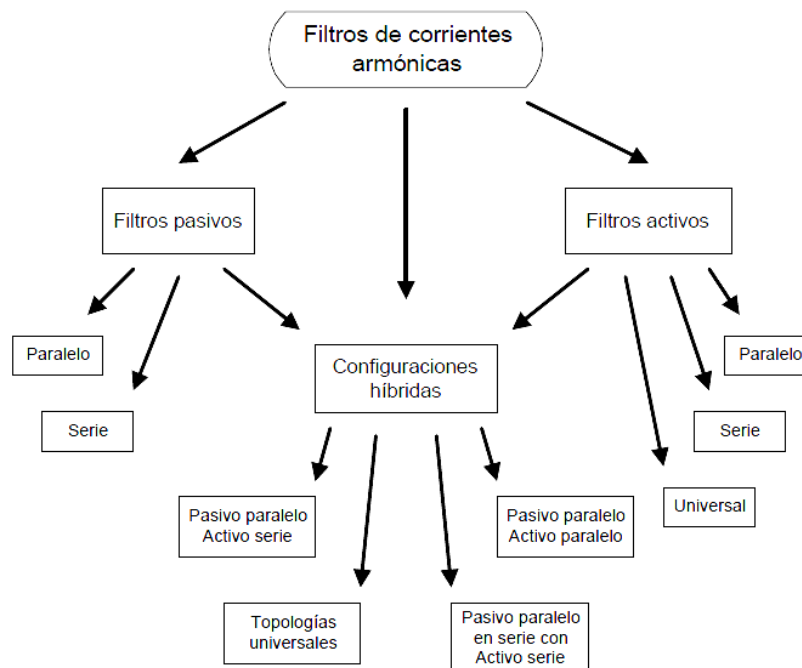 Filtros de corrientes
armónicas
Filtros pasivos
Filtros activos
Paralelo
Configuraciones
híbridas
Paralelo
Serie
Serie
Pasivo paralelo
Activo serie
Pasivo paralelo
Activo paralelo
Universal
Topologías
universales
Pasivo paralelo
en serie con
Activo serie